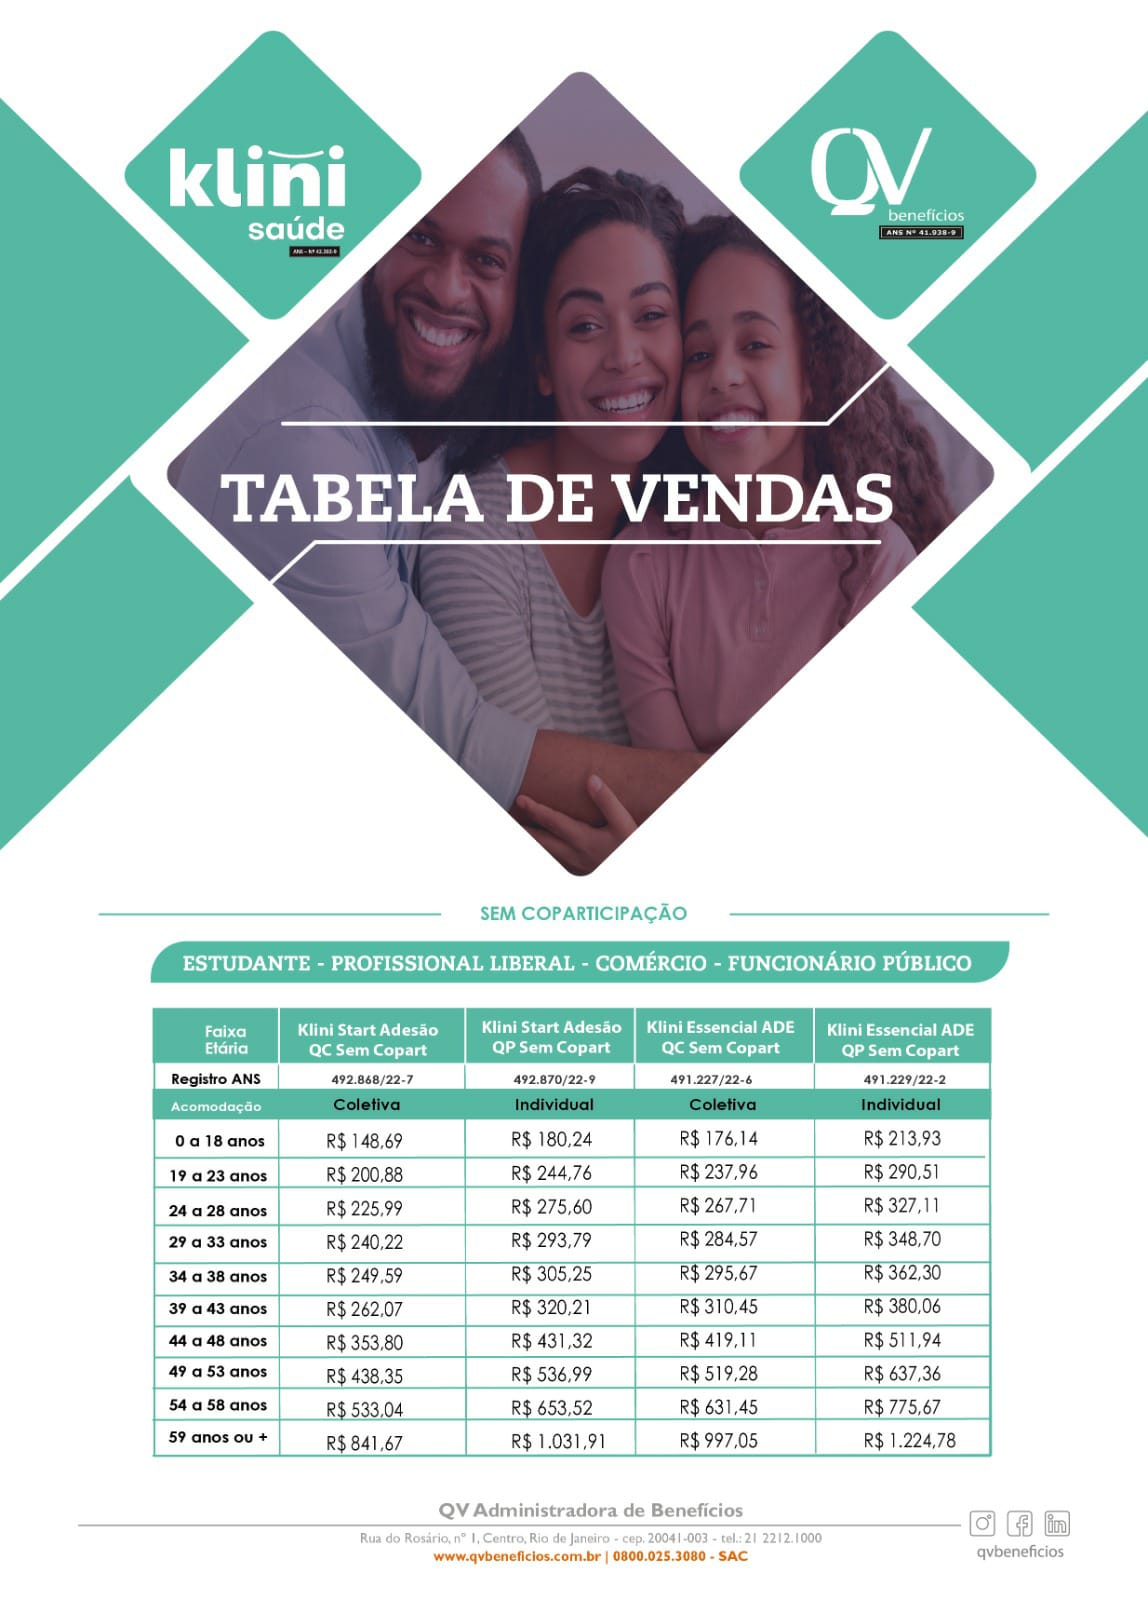 klini
saúde
ANS - Nº 42.202-9
QV
benefícios
ANS Nº 41.938-9
TABELA DE VENDAS
SEM COPARTICIPAÇÃO
ESTUDANTE - PROFISSIONAL LIBERAL - COMÉRCIO - FUNCIONÁRIO PÚBLICO
Faixa Etária Klini Start Adesão QC Sem Copart Klini Start Adesão QP Sem Copart Klini Essencial ADE QC Sem Copart Klini Essencial ADE QP Sem Copart
Registro ANS 492.868/22-7 492.870/22-9 491.227/22-6 491.229/22-2
Acomodação Coletiva Individual Coletiva Individual
0 a 18 anos R$ 148,69 R$ 180,24 R$ 176,14 R$ 213,93
19 a 23 anos R$ 200,88 R$ 244,76 R$ 237,96 R$ 290,51
24 a 28 anos R$ 225,99 R$ 275,60 R$ 267,71 R$ 327,11
29 a 33 anos R$ 240,22 R$ 293,79 R$ 284,57 R$ 348,70
34 a 38 anos R$ 249,59 R$ 305,25 R$ 295,67 R$ 362,30
39 a 43 anos R$ 262,07 R$ 320,21 R$ 310,45 R$ 380,06
44 a 48 anos R$ 353,80 R$ 431,32 R$ 419,11 R$ 511,94
49 a 53 anos R$ 438,35 R$ 536,99 R$ 519,28 R$ 637,36
54 a 58 anos R$ 533,04 R$ 653,52 R$ 631,45 R$ 775,67
59 anos ou + R$ 841,67 R$ 1.031,91 R$ 997,05 R$ 1.224,78
QV Administradora de Benefícios
Rua do Rosário, nº 1, Centro, Rio de Janeiro - cep. 20041-003 - tel.: 21 2212.1000
www.qvbeneficios.com.br | 0800.025.3080 - SAC
qvbeneficios